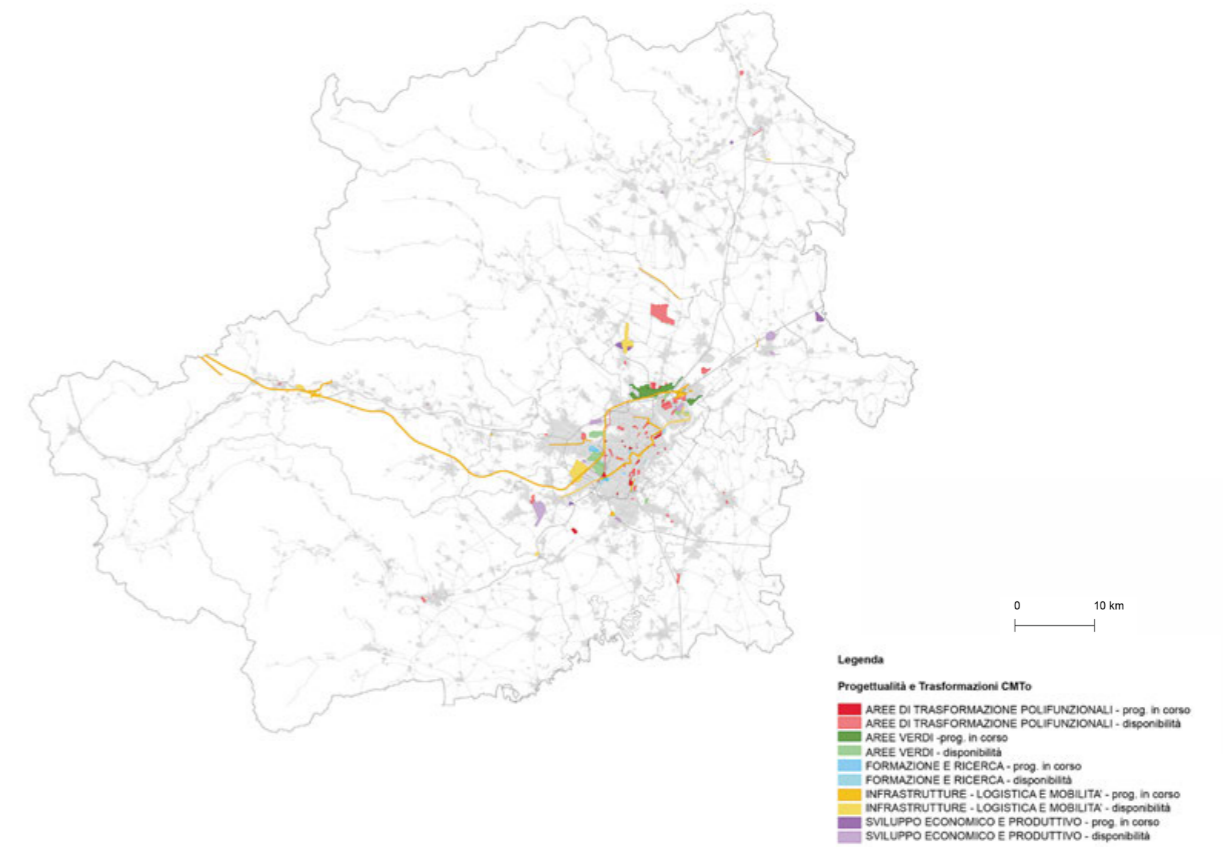 0 10 km
Legenda
Progettualità e Trasformazioni CMTo
AREE DI TRASFORMAZIONE POLIFUNZIONALI - prog. in corso
AREE DI TRASFORMAZIONE POLIFUNZIONALI - disponibilità
AREE VERDI -prog. in corso
AREE VERDI - disponibilità
FORMAZIONE E RICERCA - prog. in corso
FORMAZIONE E RICERCA - disponibilità
INFRASTRUTTURE - LOGISTICA E MOBILITA' - prog. in corso
INFRASTRUTTURE - LOGISTICA E MOBILITA' - disponibilità
SVILUPPO ECONOMICO E PRODUTTIVO - prog. in corso
SVILUPPO ECONOMICO E PRODUTTIVO - disponibilità